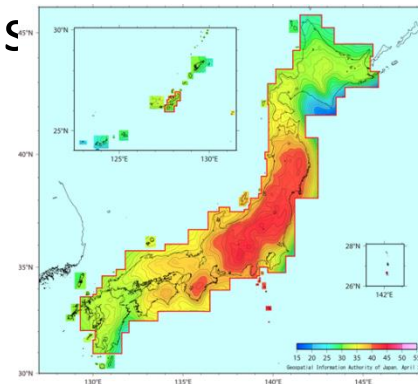 S
45°N
30°N
25°N
125°E 130°E
40°N
28°N
26°N
142°E
35°N
15 20 25 30 35 40 45 50
Geospatial Information Authority of Japan. April
30°N
130°E 135°E 140°E